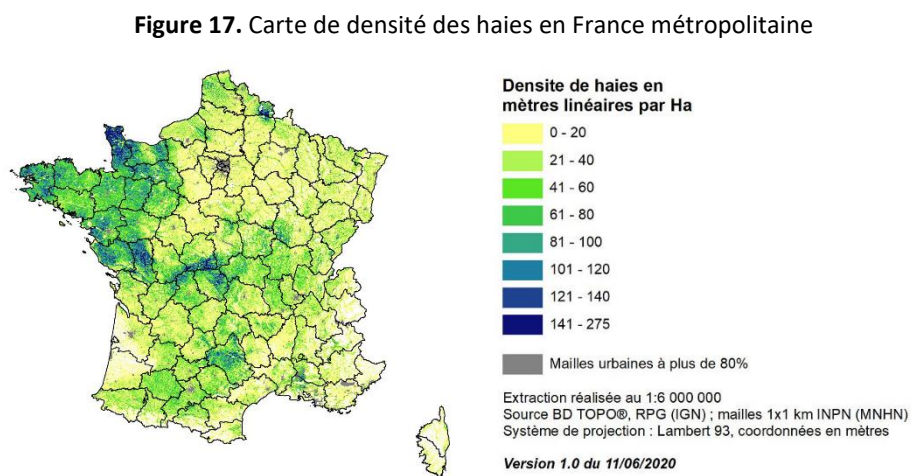 Figure 17. Carte de densité des haies en France métropolitaine
Densite de haies en
mètres linéaires par Ha
0 - 20
21 - 40
41 - 60
61 - 80
81 - 100
101 - 120
121 - 140
141 - 275
Mailles urbaines à plus de 80%
Extraction réalisée au 1:6 000 000
Source BD TOPO®, RPG (IGN) ; mailles 1x1 km INPN (MNHN)
Système de projection : Lambert 93, coordonnées en mètres
Version 1.0 du 11/06/2020